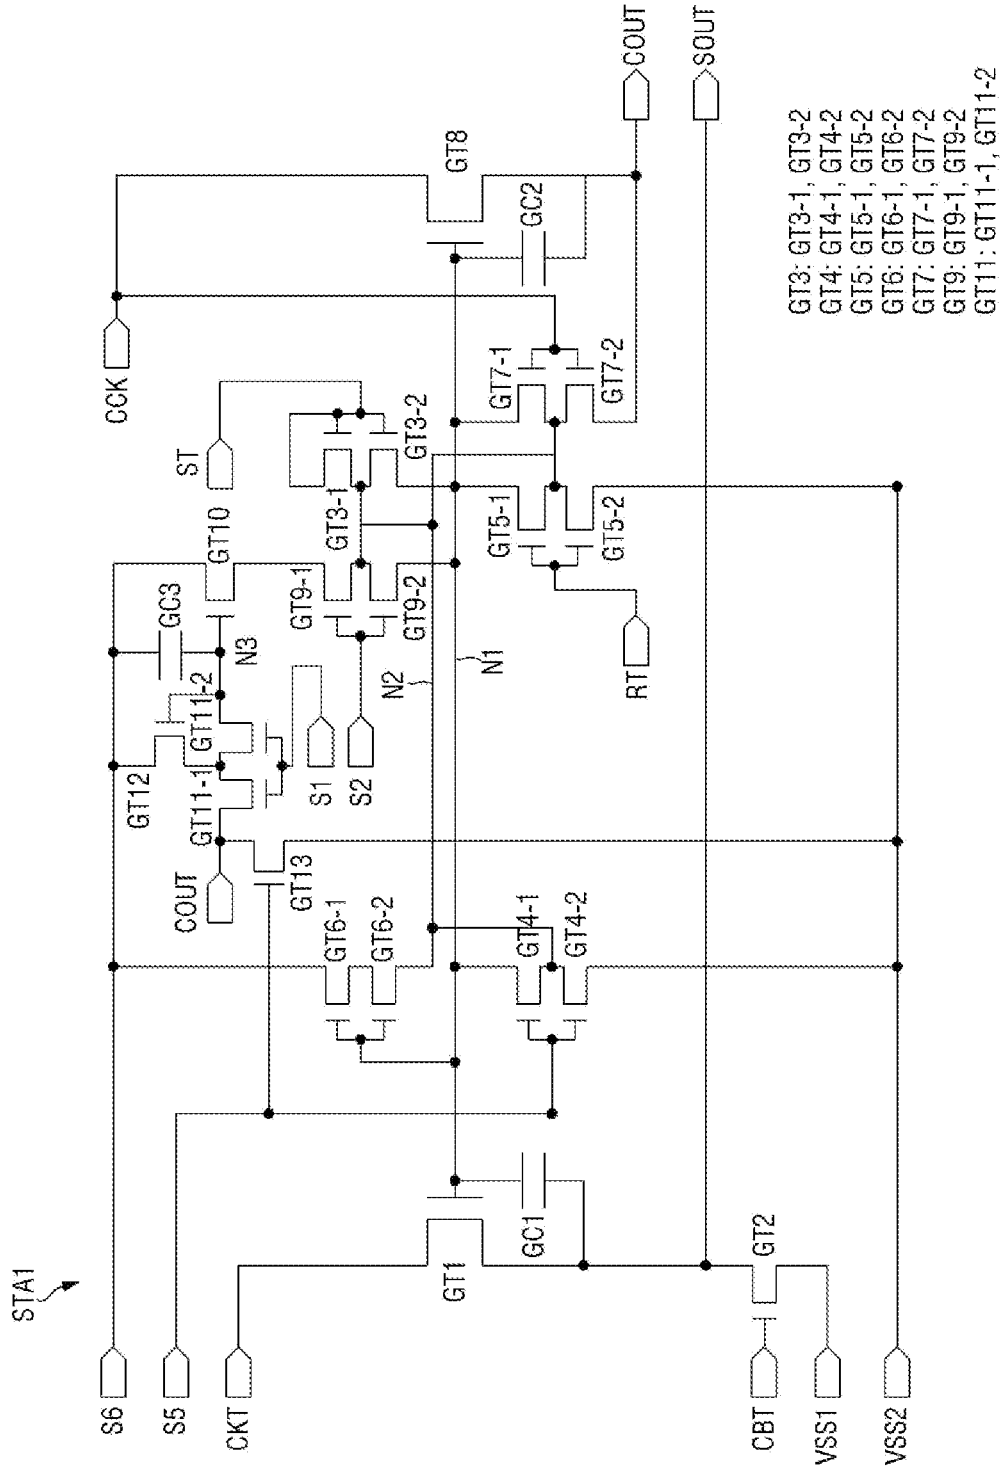 STA1
S6
S5
CKT
CBT
VSS1
VSS2
GT1
GC1
GT2
COUT
GT13
GT6-1
GT6-2
GT4-1
GT4-2
GT12
GT11-1
GT11-2
GC3
N3
S1
S2
N2
N1
RT
GT10
GT9-1
GT9-2
ST
GT3-1
GT3-2
GT5-1
GT5-2
CCK
GT7-1
GT7-2
GT8
GC2
COUT
SOUT
GT3: GT3-1, GT3-2
GT4: GT4-1, GT4-2
GT5: GT5-1, GT5-2
GT6: GT6-1, GT6-2
GT7: GT7-1, GT7-2
GT9: GT9-1, GT9-2
GT11: GT11-1, GT11-2